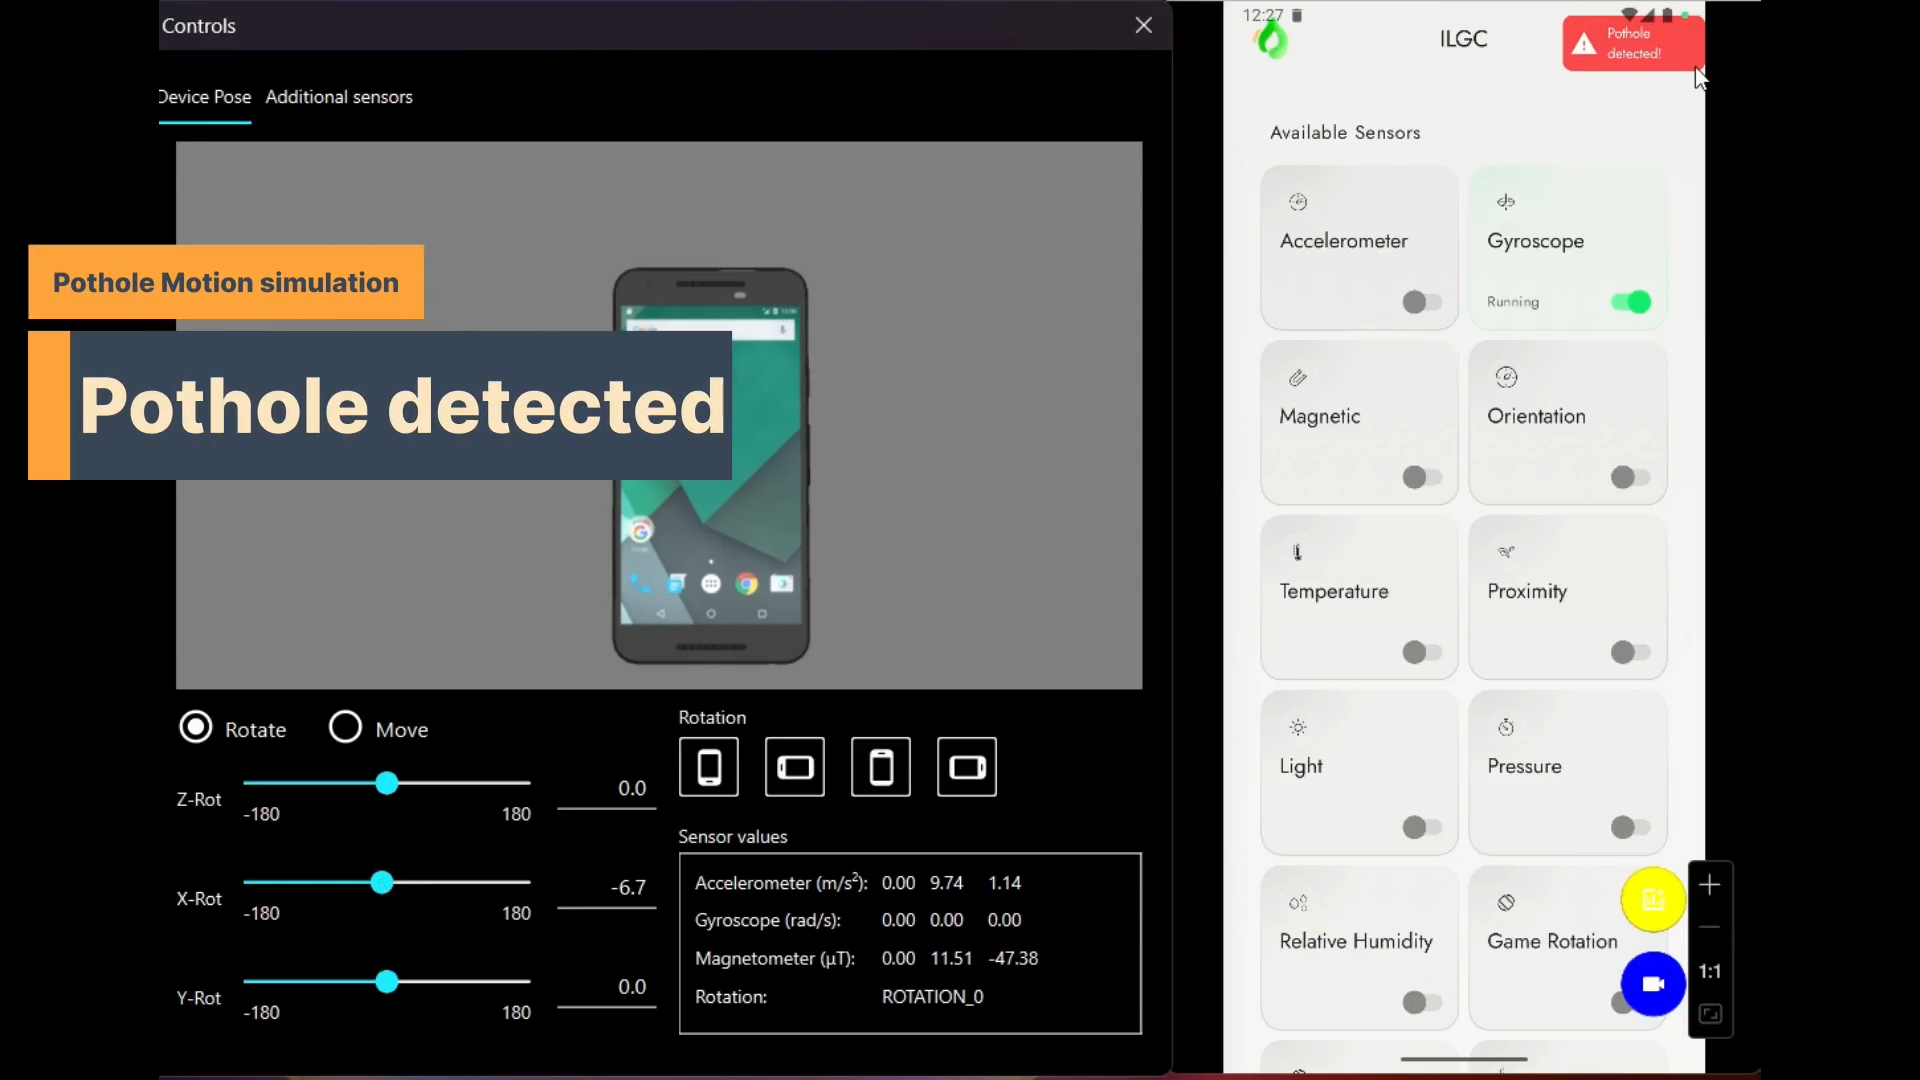 Controls
Device Pose Additional sensors
Pothole Motion simulation
Pothole detected
Rotate Move
Z-Rot
-180 180
0.0
X-Rot
-180 180
-6.7
Y-Rot
-180 180
0.0
Rotation
Sensor values
Accelerometer (m/s²): 0.00 9.74 1.14
Gyroscope (rad/s): 0.00 0.00 0.00
Magnetometer (μT): 0.00 11.51 -47.38
Rotation: ROTATION_0
12:27
ILGC
Pothole
detected!
Available Sensors
Accelerometer
Gyroscope
Running
Magnetic
Orientation
Temperature
Proximity
Light
Pressure
Relative Humidity
Game Rotation
1:1